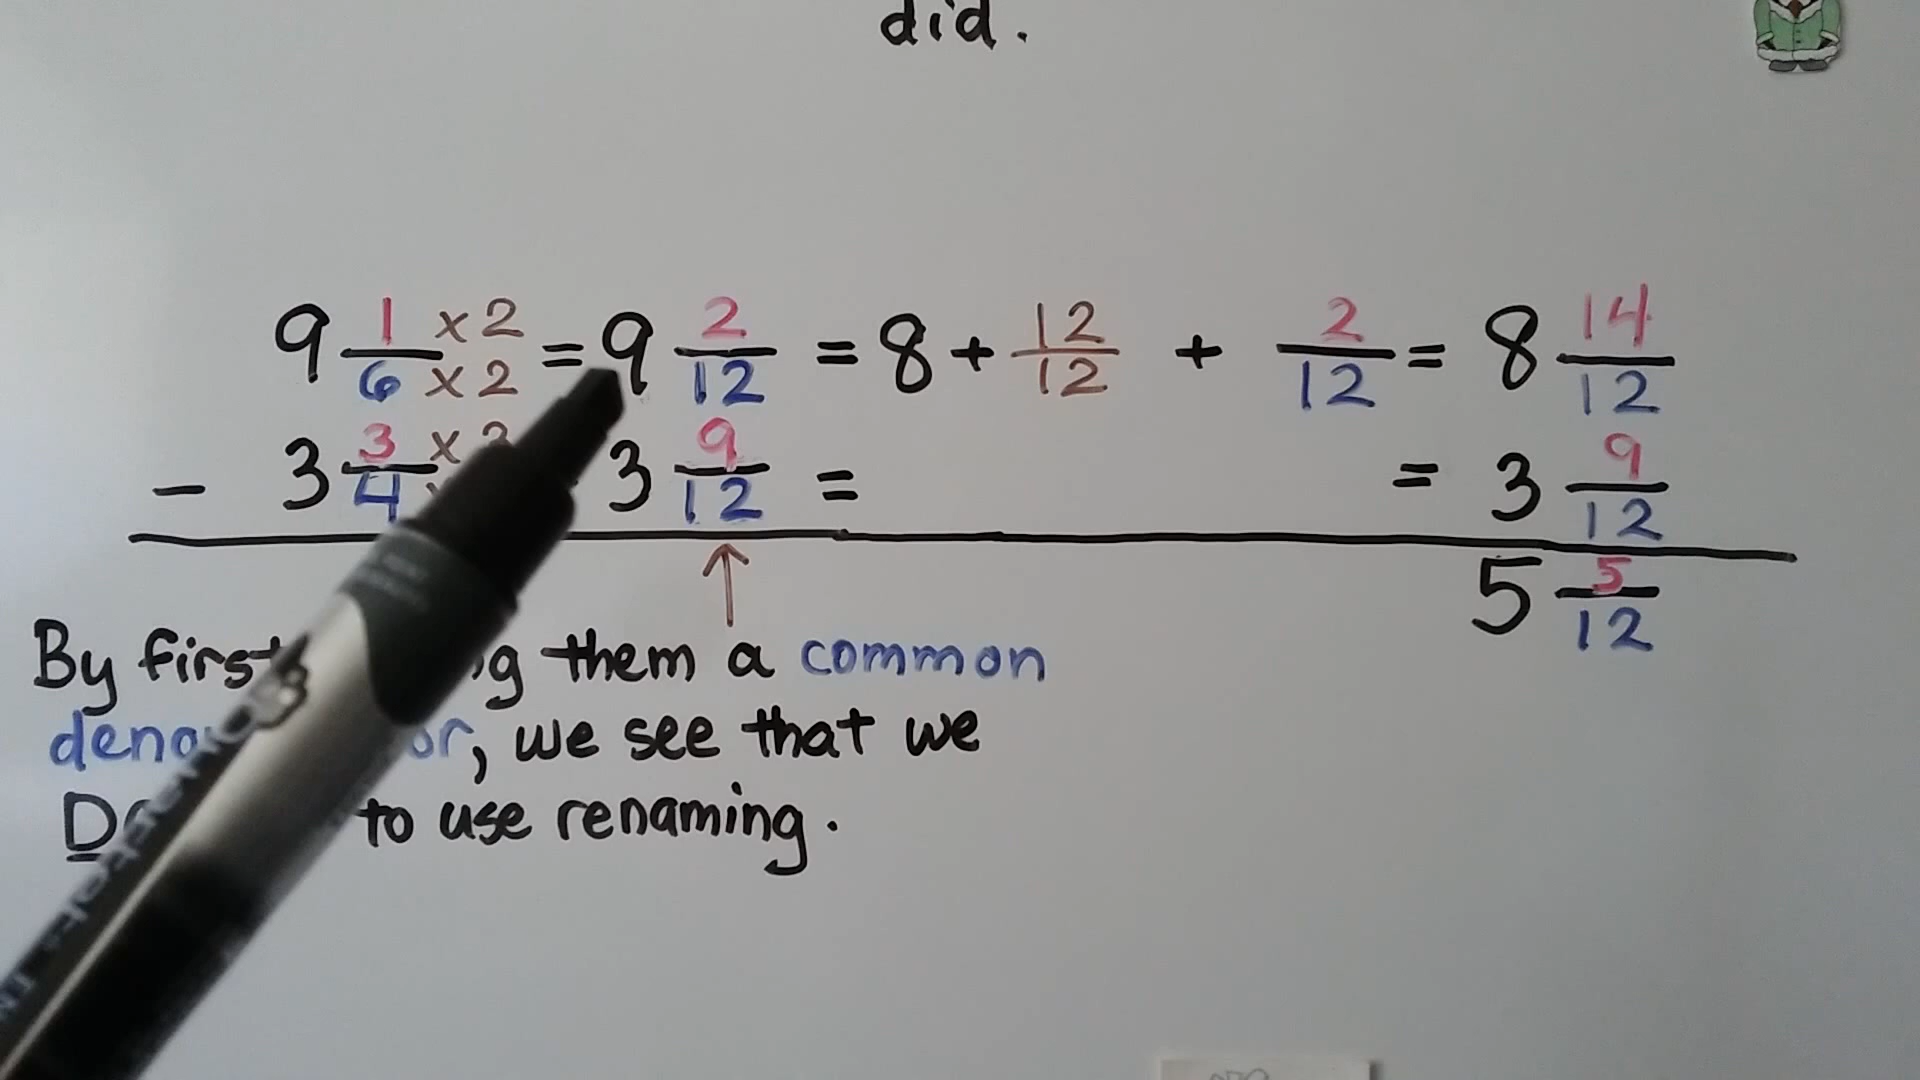 did.
9 1/6 x2 x2 = 9 2/12 = 8 + 12/12 + 2/12 = 8 14/12
- 3 3/4 x 3 9/12 = = 3 9/12
5 5/12
↑
By first them a common
we see that we
to use renaming.